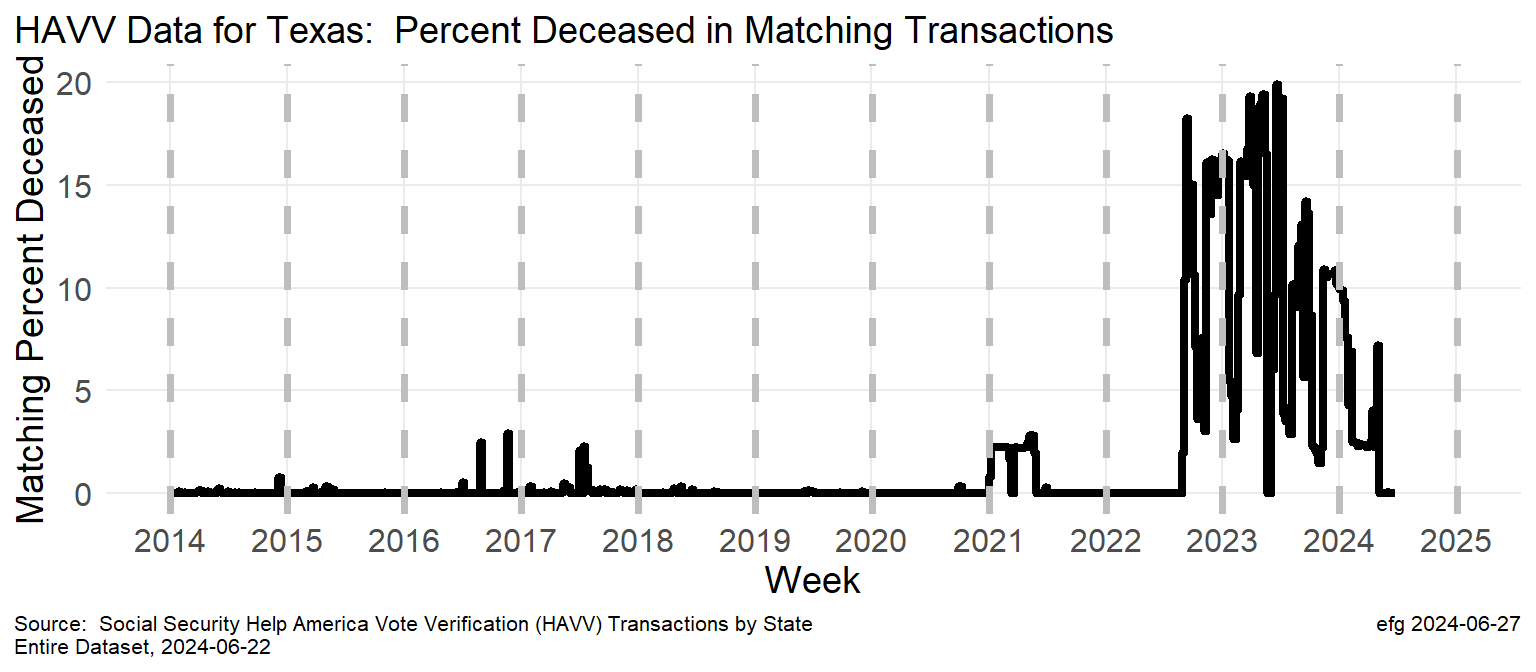 HAVV Data for Texas:  Percent Deceased in Matching Transactions
Matching Percent Deceased
20
15
10
5
0
2014 2015 2016 2017 2018 2019 2020 2021 2022 2023 2024 2025
Week
Source:  Social Security Help America Vote Verification (HAVV) Transactions by State
Entire Dataset, 2024-06-22
efg 2024-06-27